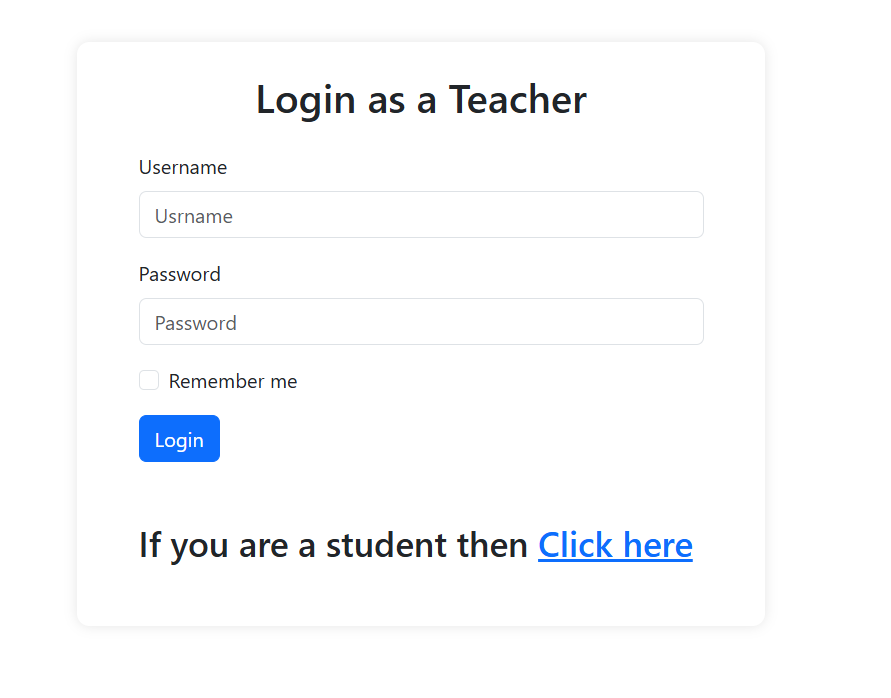 Login as a Teacher
Username
Usrname
Password
Password
Remember me
Login
If you are a student then Click here